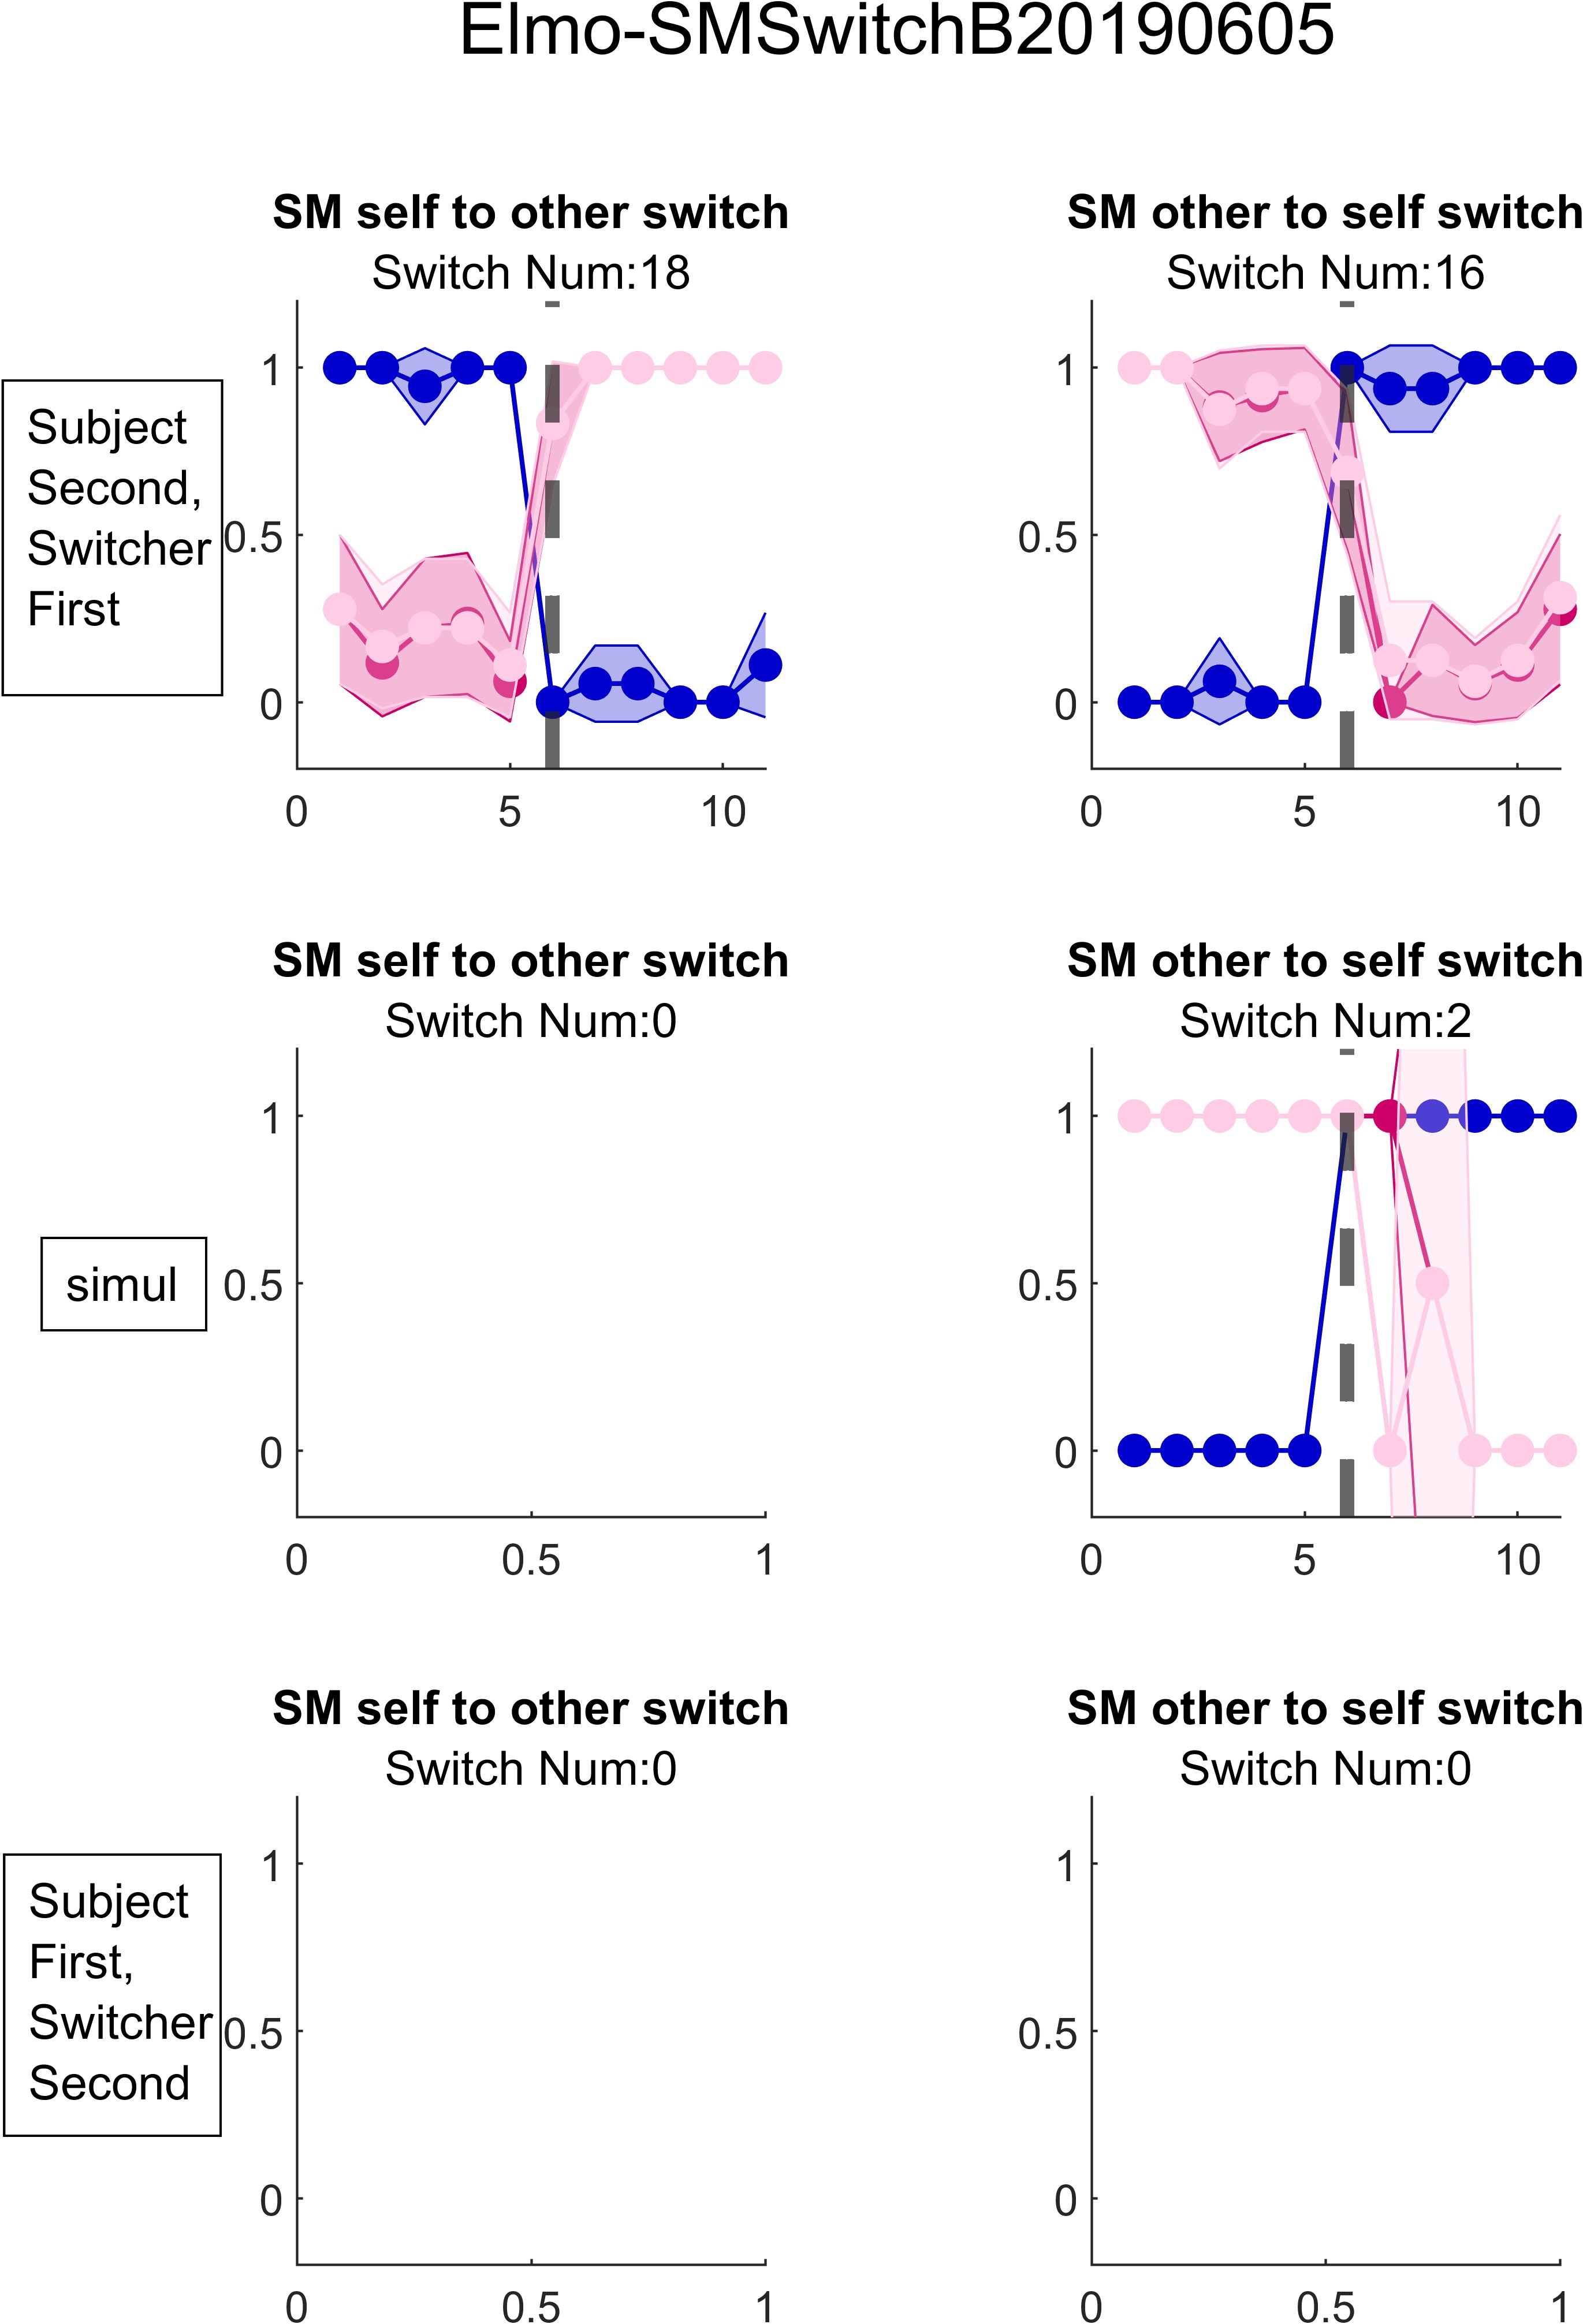 Elmo-SMSwitchB20190605
SM self to other switch
Switch Num:18
SM other to self switch
Switch Num:16
Subject
Second,
Switcher
First
1
0.5
0
0
5
10
1
0.5
0
0
5
10
SM self to other switch
Switch Num:0
SM other to self switch
Switch Num:2
simul
1
0.5
0
0
0.5
1
1
0.5
0
0
5
10
SM self to other switch
Switch Num:0
SM other to self switch
Switch Num:0
Subject
First,
Switcher
Second
1
0.5
0
0
0.5
1
1
0.5
0
0
0.5
1